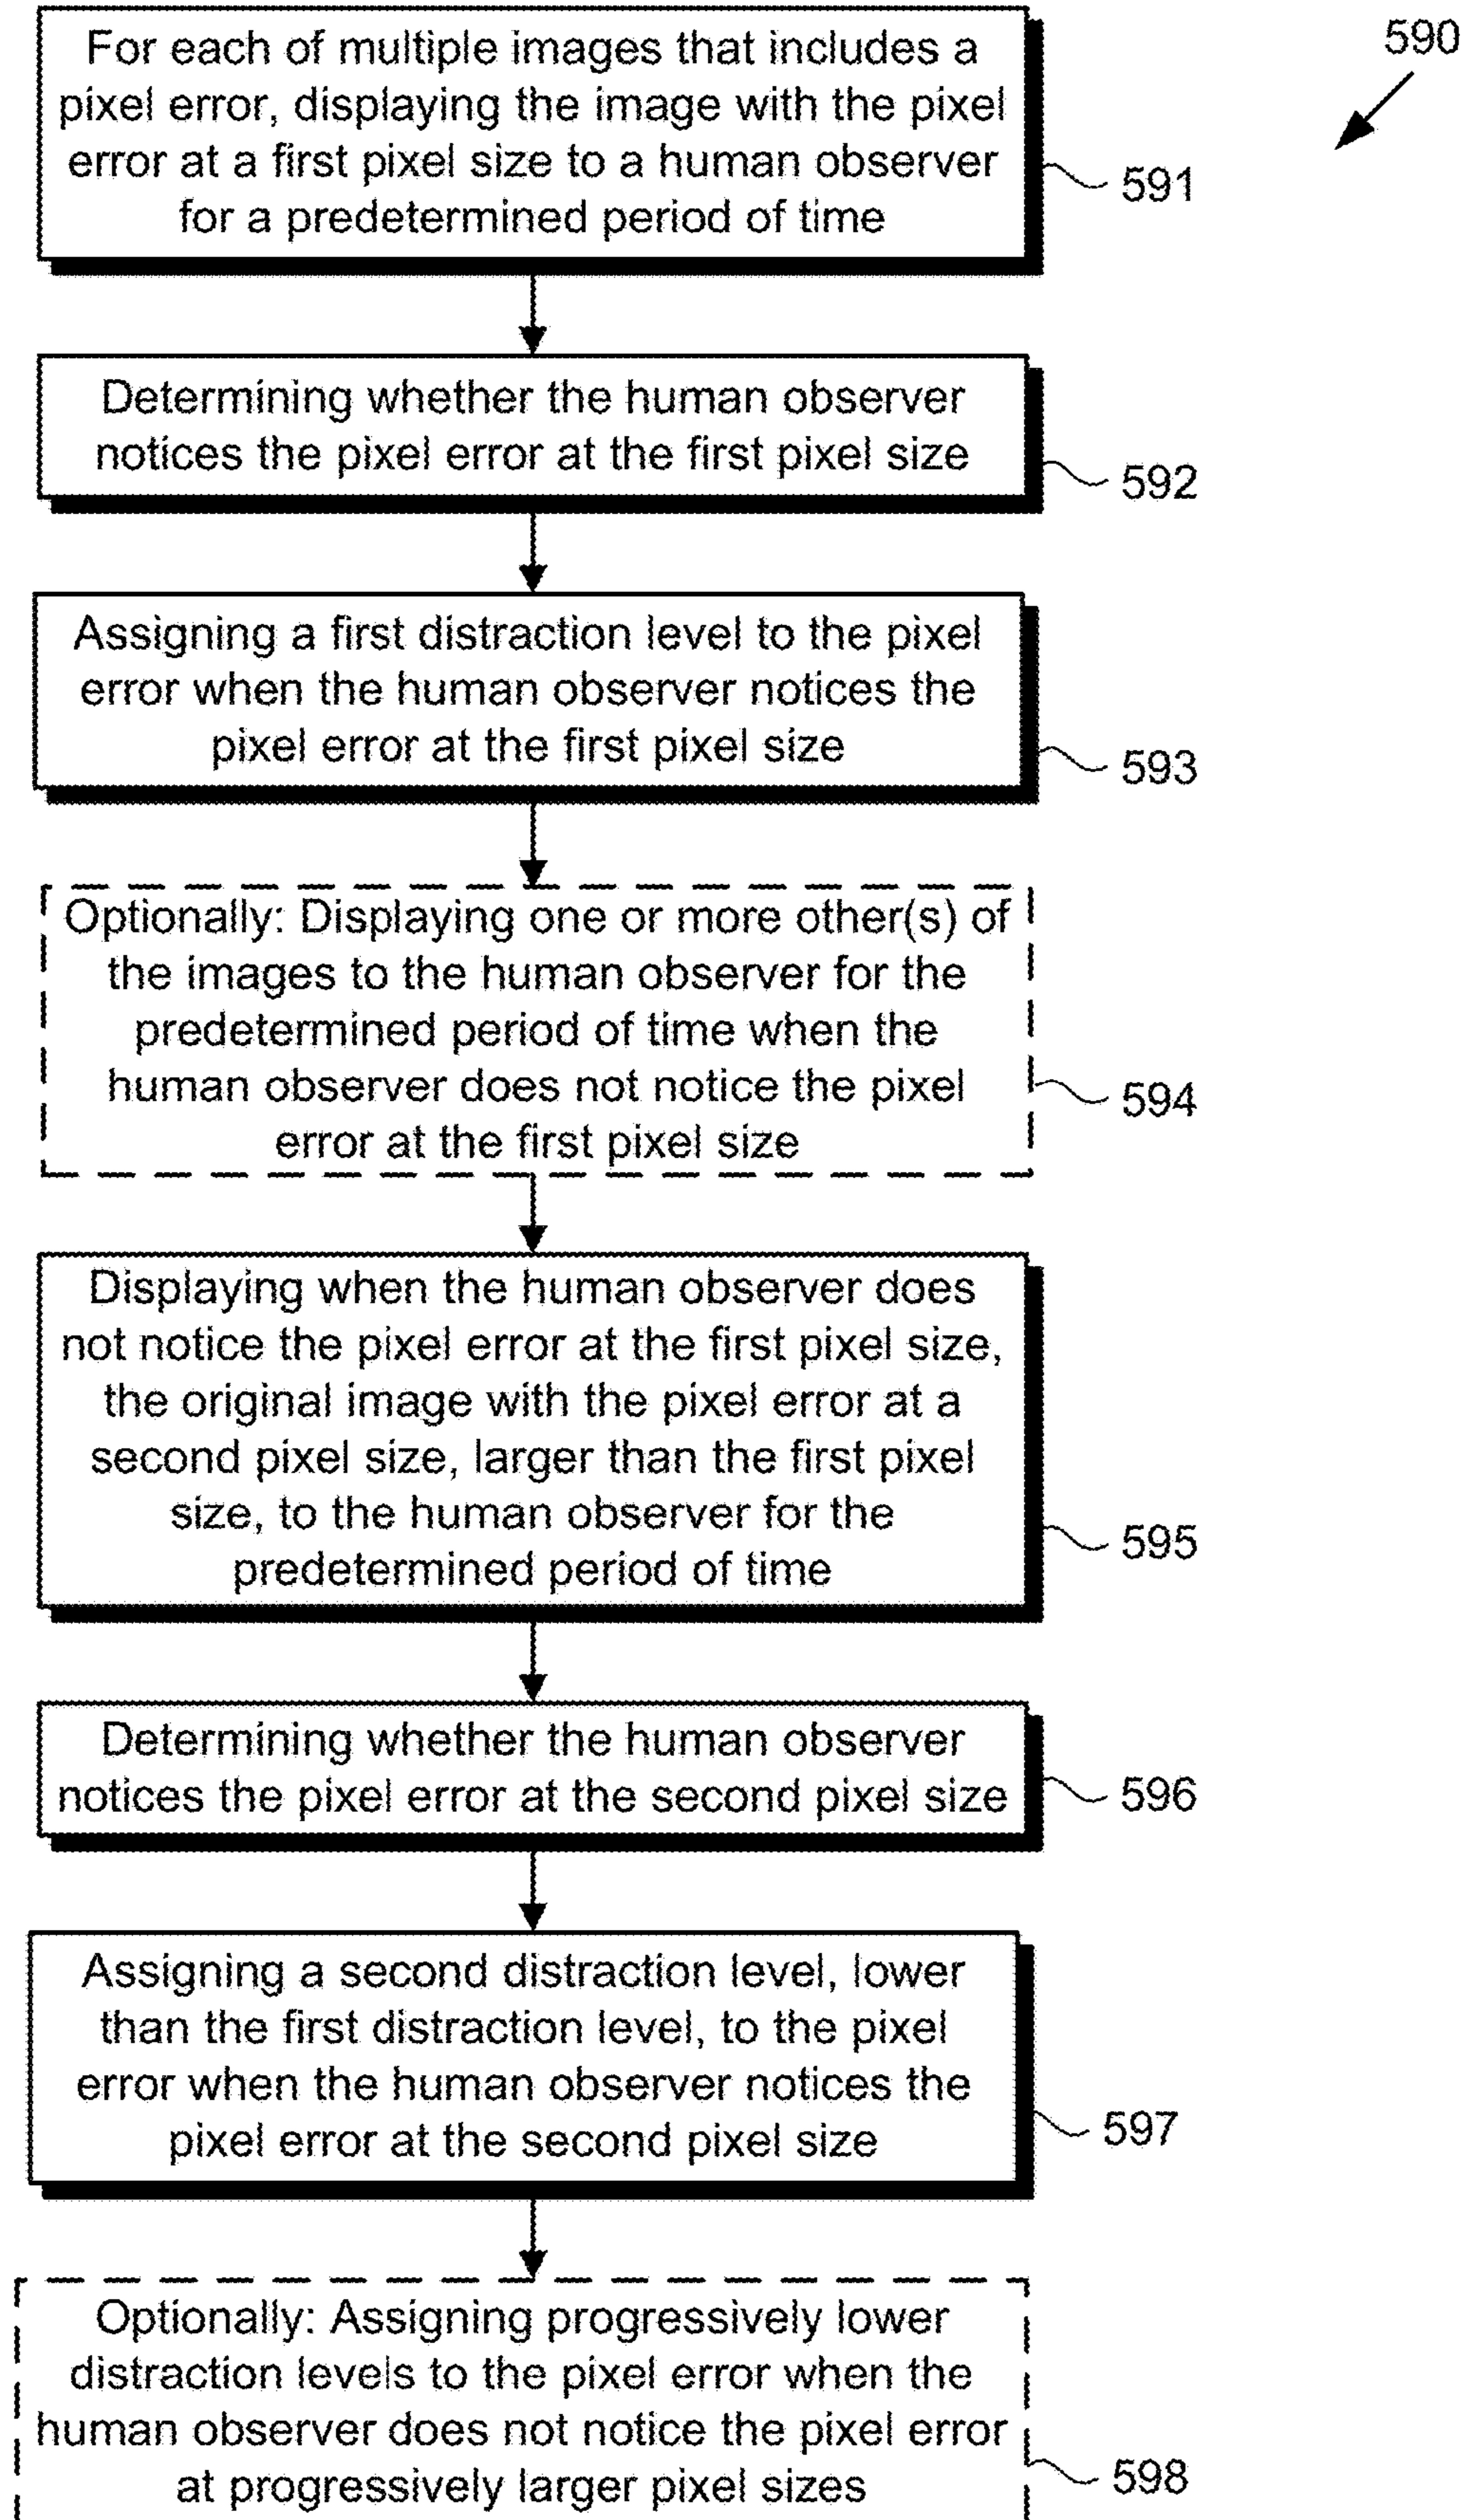 590
For each of multiple images that includes a
pixel error, displaying the image with the pixel
error at a first pixel size to a human observer
for a predetermined period of time
591
Determining whether the human observer
notices the pixel error at the first pixel size
592
Assigning a first distraction level to the pixel
error when the human observer notices the
pixel error at the first pixel size
593
Optionally: Displaying one or more other(s) of
the images to the human observer for the
predetermined period of time when the
human observer does not notice the pixel
error at the first pixel size
594
Displaying when the human observer does
not notice the pixel error at the first pixel size,
the original image with the pixel error at a
second pixel size, larger than the first pixel
size, to the human observer for the
predetermined period of time
595
Determining whether the human observer
notices the pixel error at the second pixel size
596
Assigning a second distraction level, lower
than the first distraction level, to the pixel
error when the human observer notices the
pixel error at the second pixel size
597
Optionally: Assigning progressively lower
distraction levels to the pixel error when the
human observer does not notice the pixel error
at progressively larger pixel sizes
598